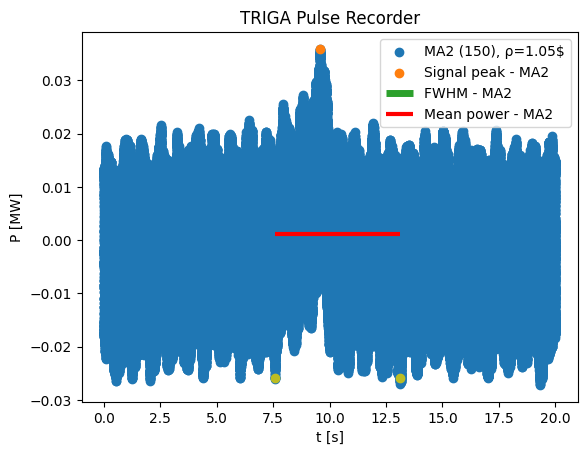 TRIGA Pulse Recorder
MA2 (150), ρ=1.05$
Signal peak - MA2
FWHM - MA2
Mean power - MA2
P [MW]
0.03
0.02
0.01
0.00
−0.01
−0.02
−0.03
0.0 2.5 5.0 7.5 10.0 12.5 15.0 17.5 20.0
t [s]